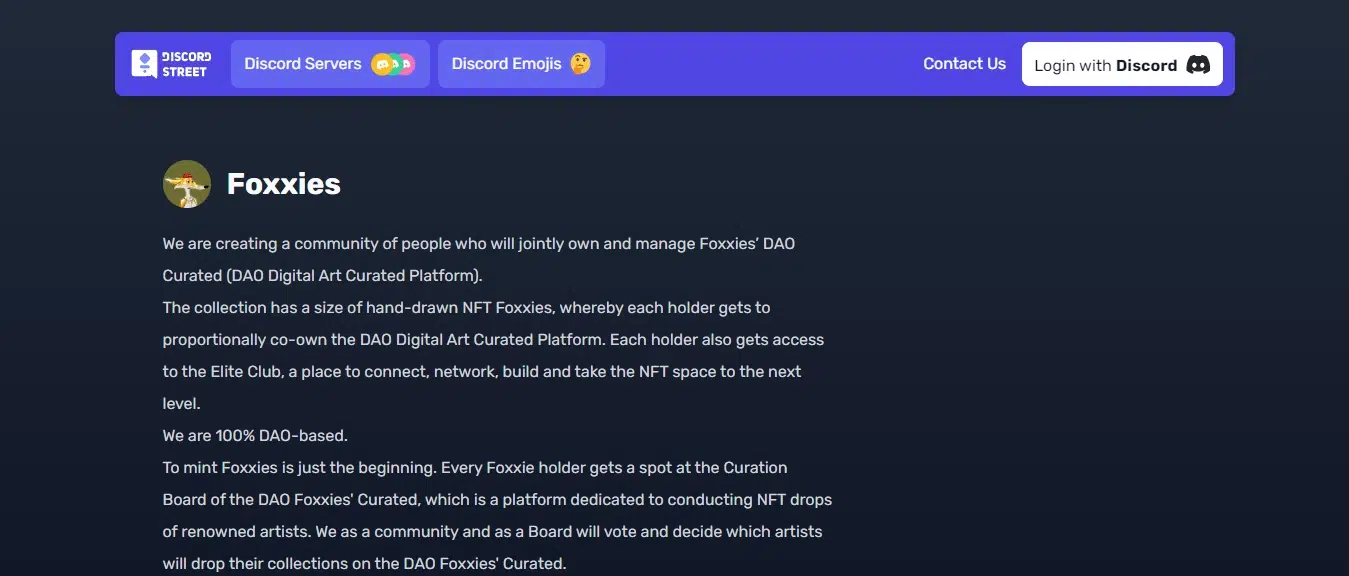 DISCORD
STREET
Discord Servers
Discord Emojis
Contact Us
Login with Discord
Foxxies
We are creating a community of people who will jointly own and manage Foxxies’ DAO
Curated (DAO Digital Art Curated Platform).
The collection has a size of hand-drawn NFT Foxxies, whereby each holder gets to
proportionally co-own the DAO Digital Art Curated Platform. Each holder also gets access
to the Elite Club, a place to connect, network, build and take the NFT space to the next
level.
We are 100% DAO-based.
To mint Foxxies is just the beginning. Every Foxxie holder gets a spot at the Curation
Board of the DAO Foxxies' Curated, which is a platform dedicated to conducting NFT drops
of renowned artists. We as a community and as a Board will vote and decide which artists
will drop their collections on the DAO Foxxies' Curated.